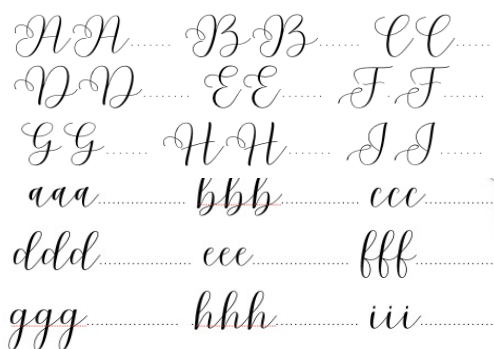 AA...... BB...... CC......
DD....... EE...... FF......
GG...... HH...... II......
aaa................ bbb................ ccc................
ddd.................. eee.................. fff................
ggg.................. hhh................ iii................